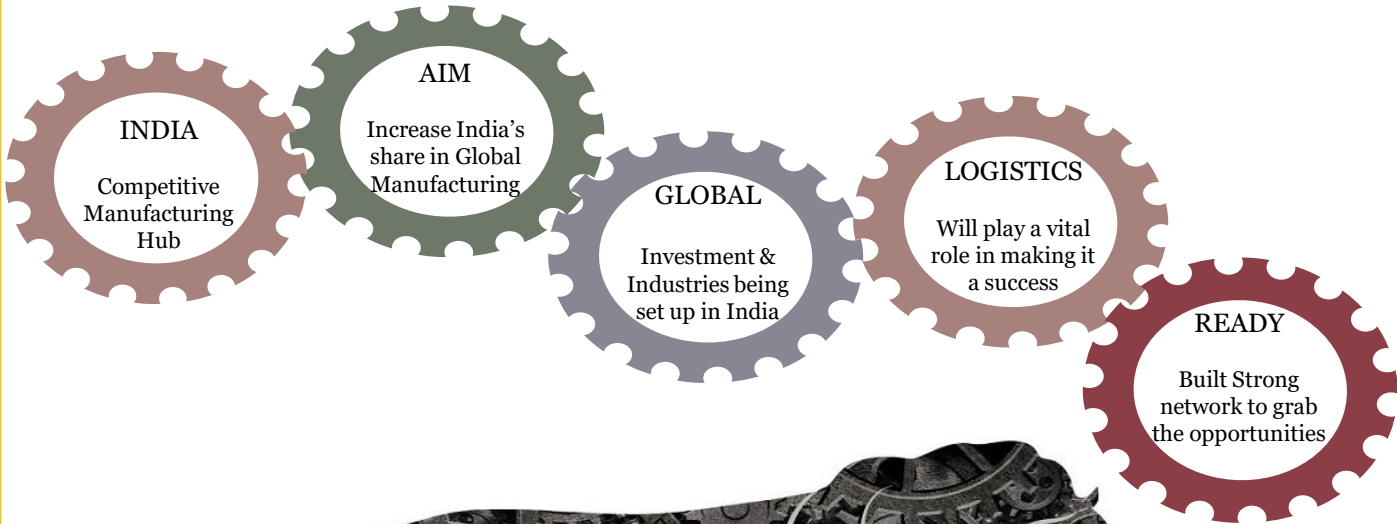 INDIA
Competitive
Manufacturing
Hub
AIM
Increase India’s
share in Global
Manufacturing
GLOBAL
Investment &
Industries being
set up in India
LOGISTICS
Will play a vital
role in making it
a success
READY
Built Strong
network to grab
the opportunities